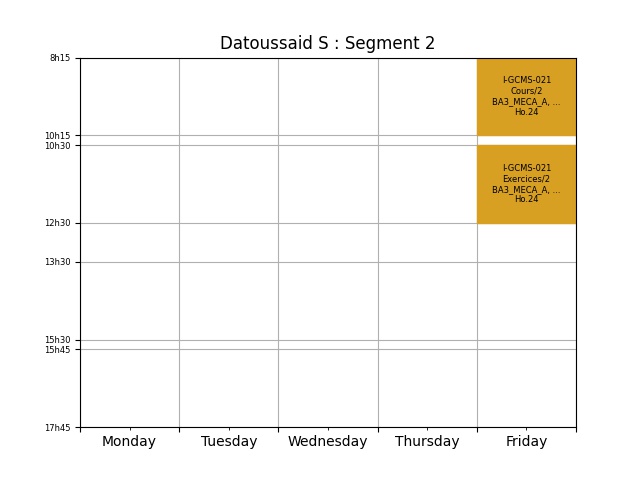 Datoussaid S : Segment 2
8h15
10h15
10h30
12h30
13h30
15h30
15h45
17h45
I-GCMS-021
Cours/2
BA3_MECA_A, ...
Ho.24
I-GCMS-021
Exercices/2
BA3_MECA_A, ...
Ho.24
Monday Tuesday Wednesday Thursday Friday